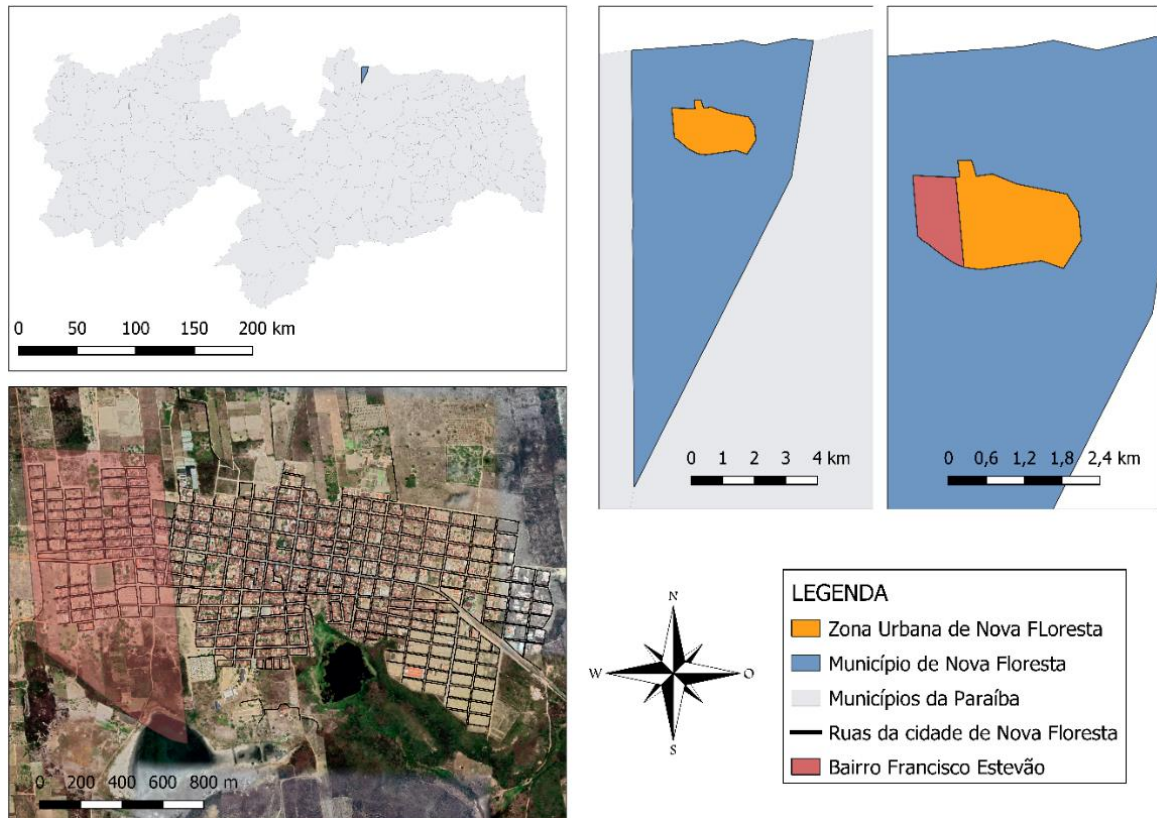 0 50 100 150 200 km
0 1 2 3 4 km
0 0,6 1,2 1,8 2,4 km
0 200 400 600 800 m
N
W O
S
LEGENDA
Zona Urbana de Nova FLoresta
Município de Nova Floresta
Municípios da Paraíba
Ruas da cidade de Nova Floresta
Bairro Francisco Estevão